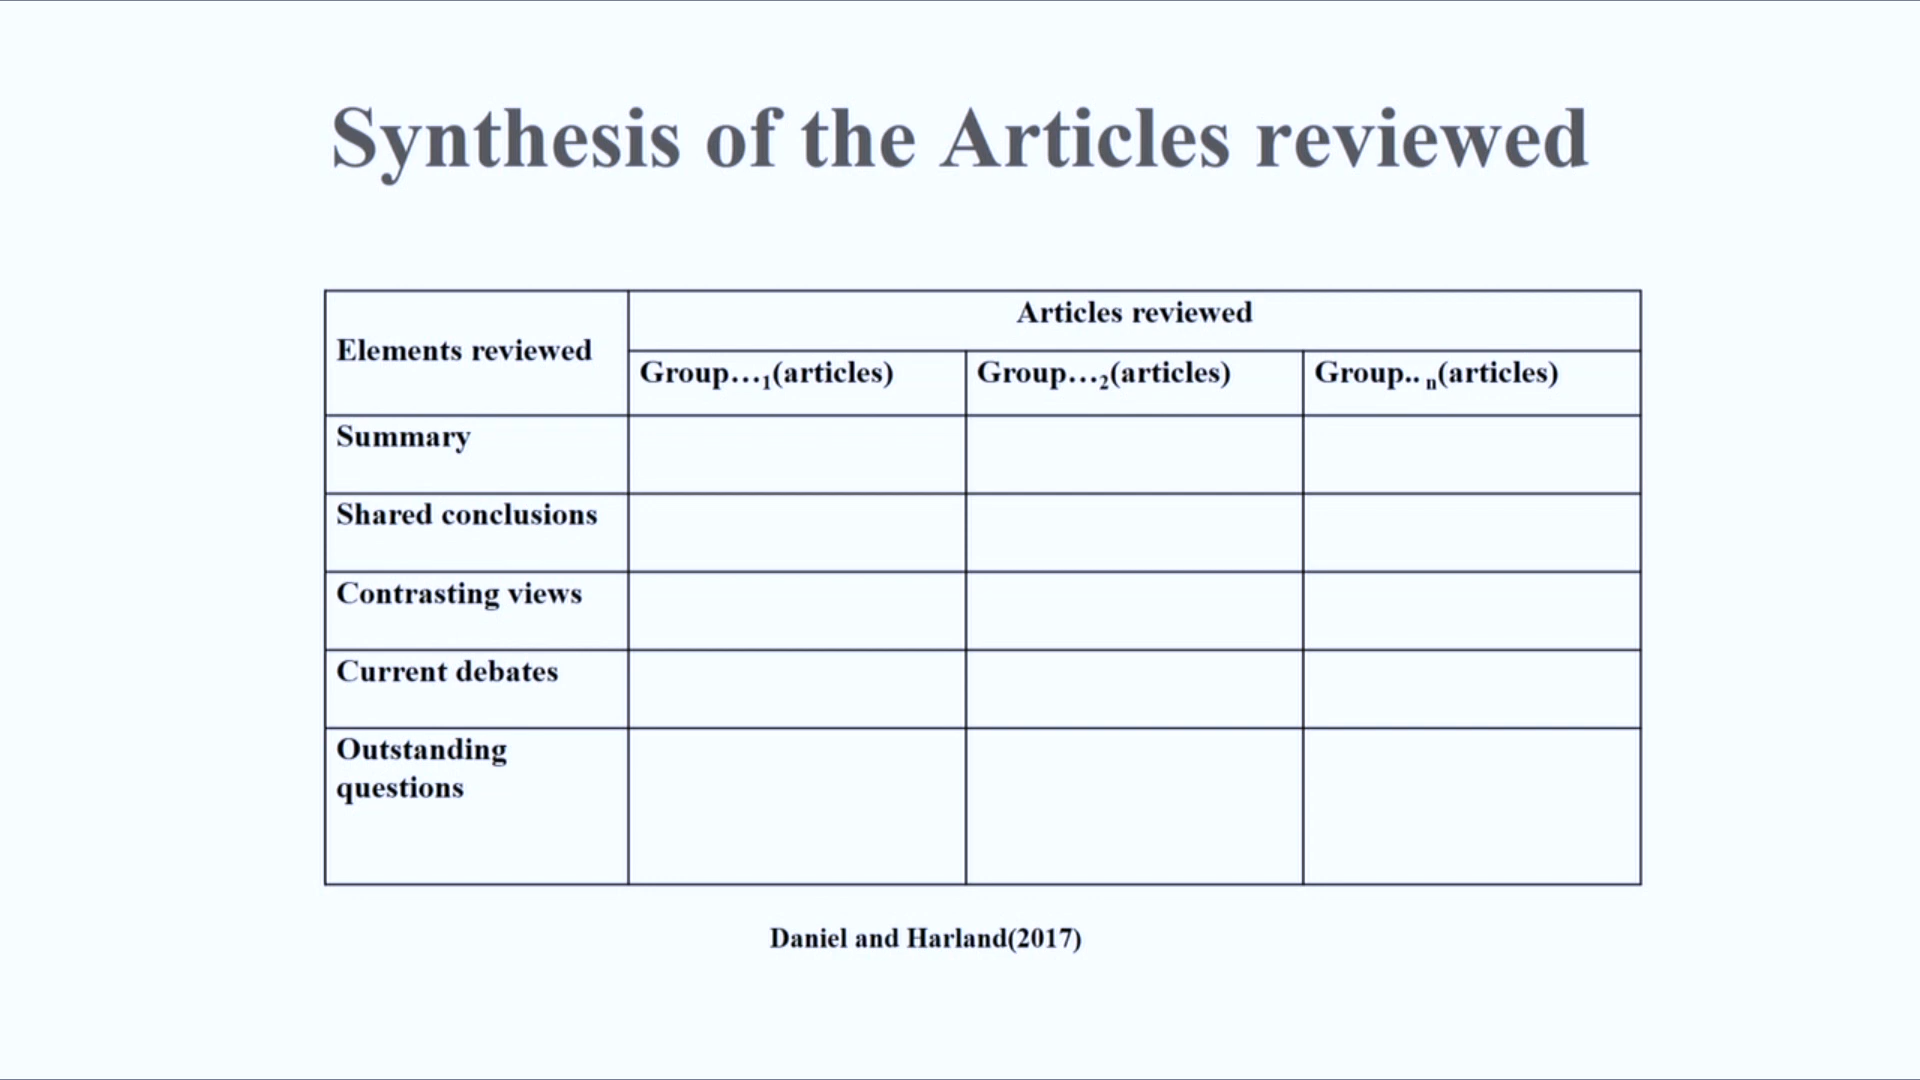 Synthesis of the Articles reviewed
Elements reviewed
Articles reviewed
Group…₁(articles)
Group…₂(articles)
Group.. ₙ(articles)
Summary
Shared conclusions
Contrasting views
Current debates
Outstanding
questions
Daniel and Harland(2017)